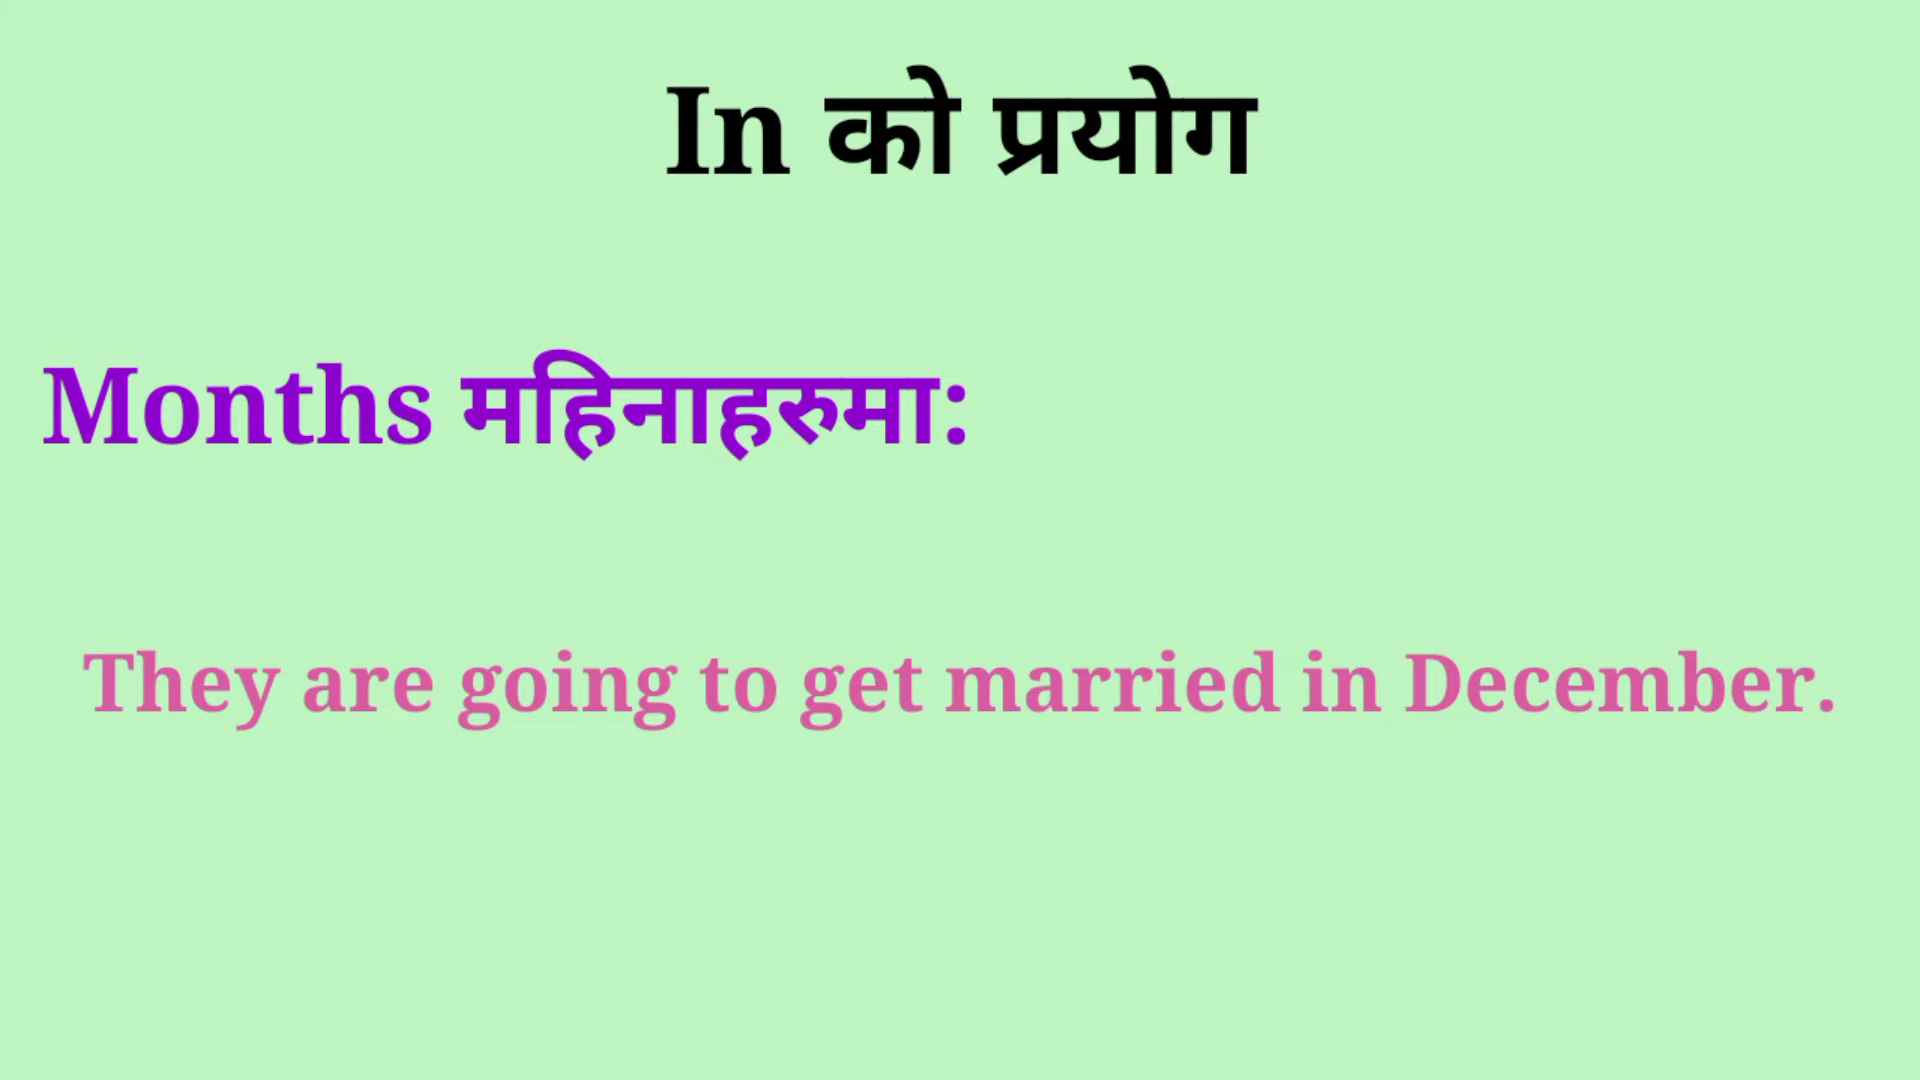 In को प्रयोग
Months महिनाहरुमा:
They are going to get married in December.